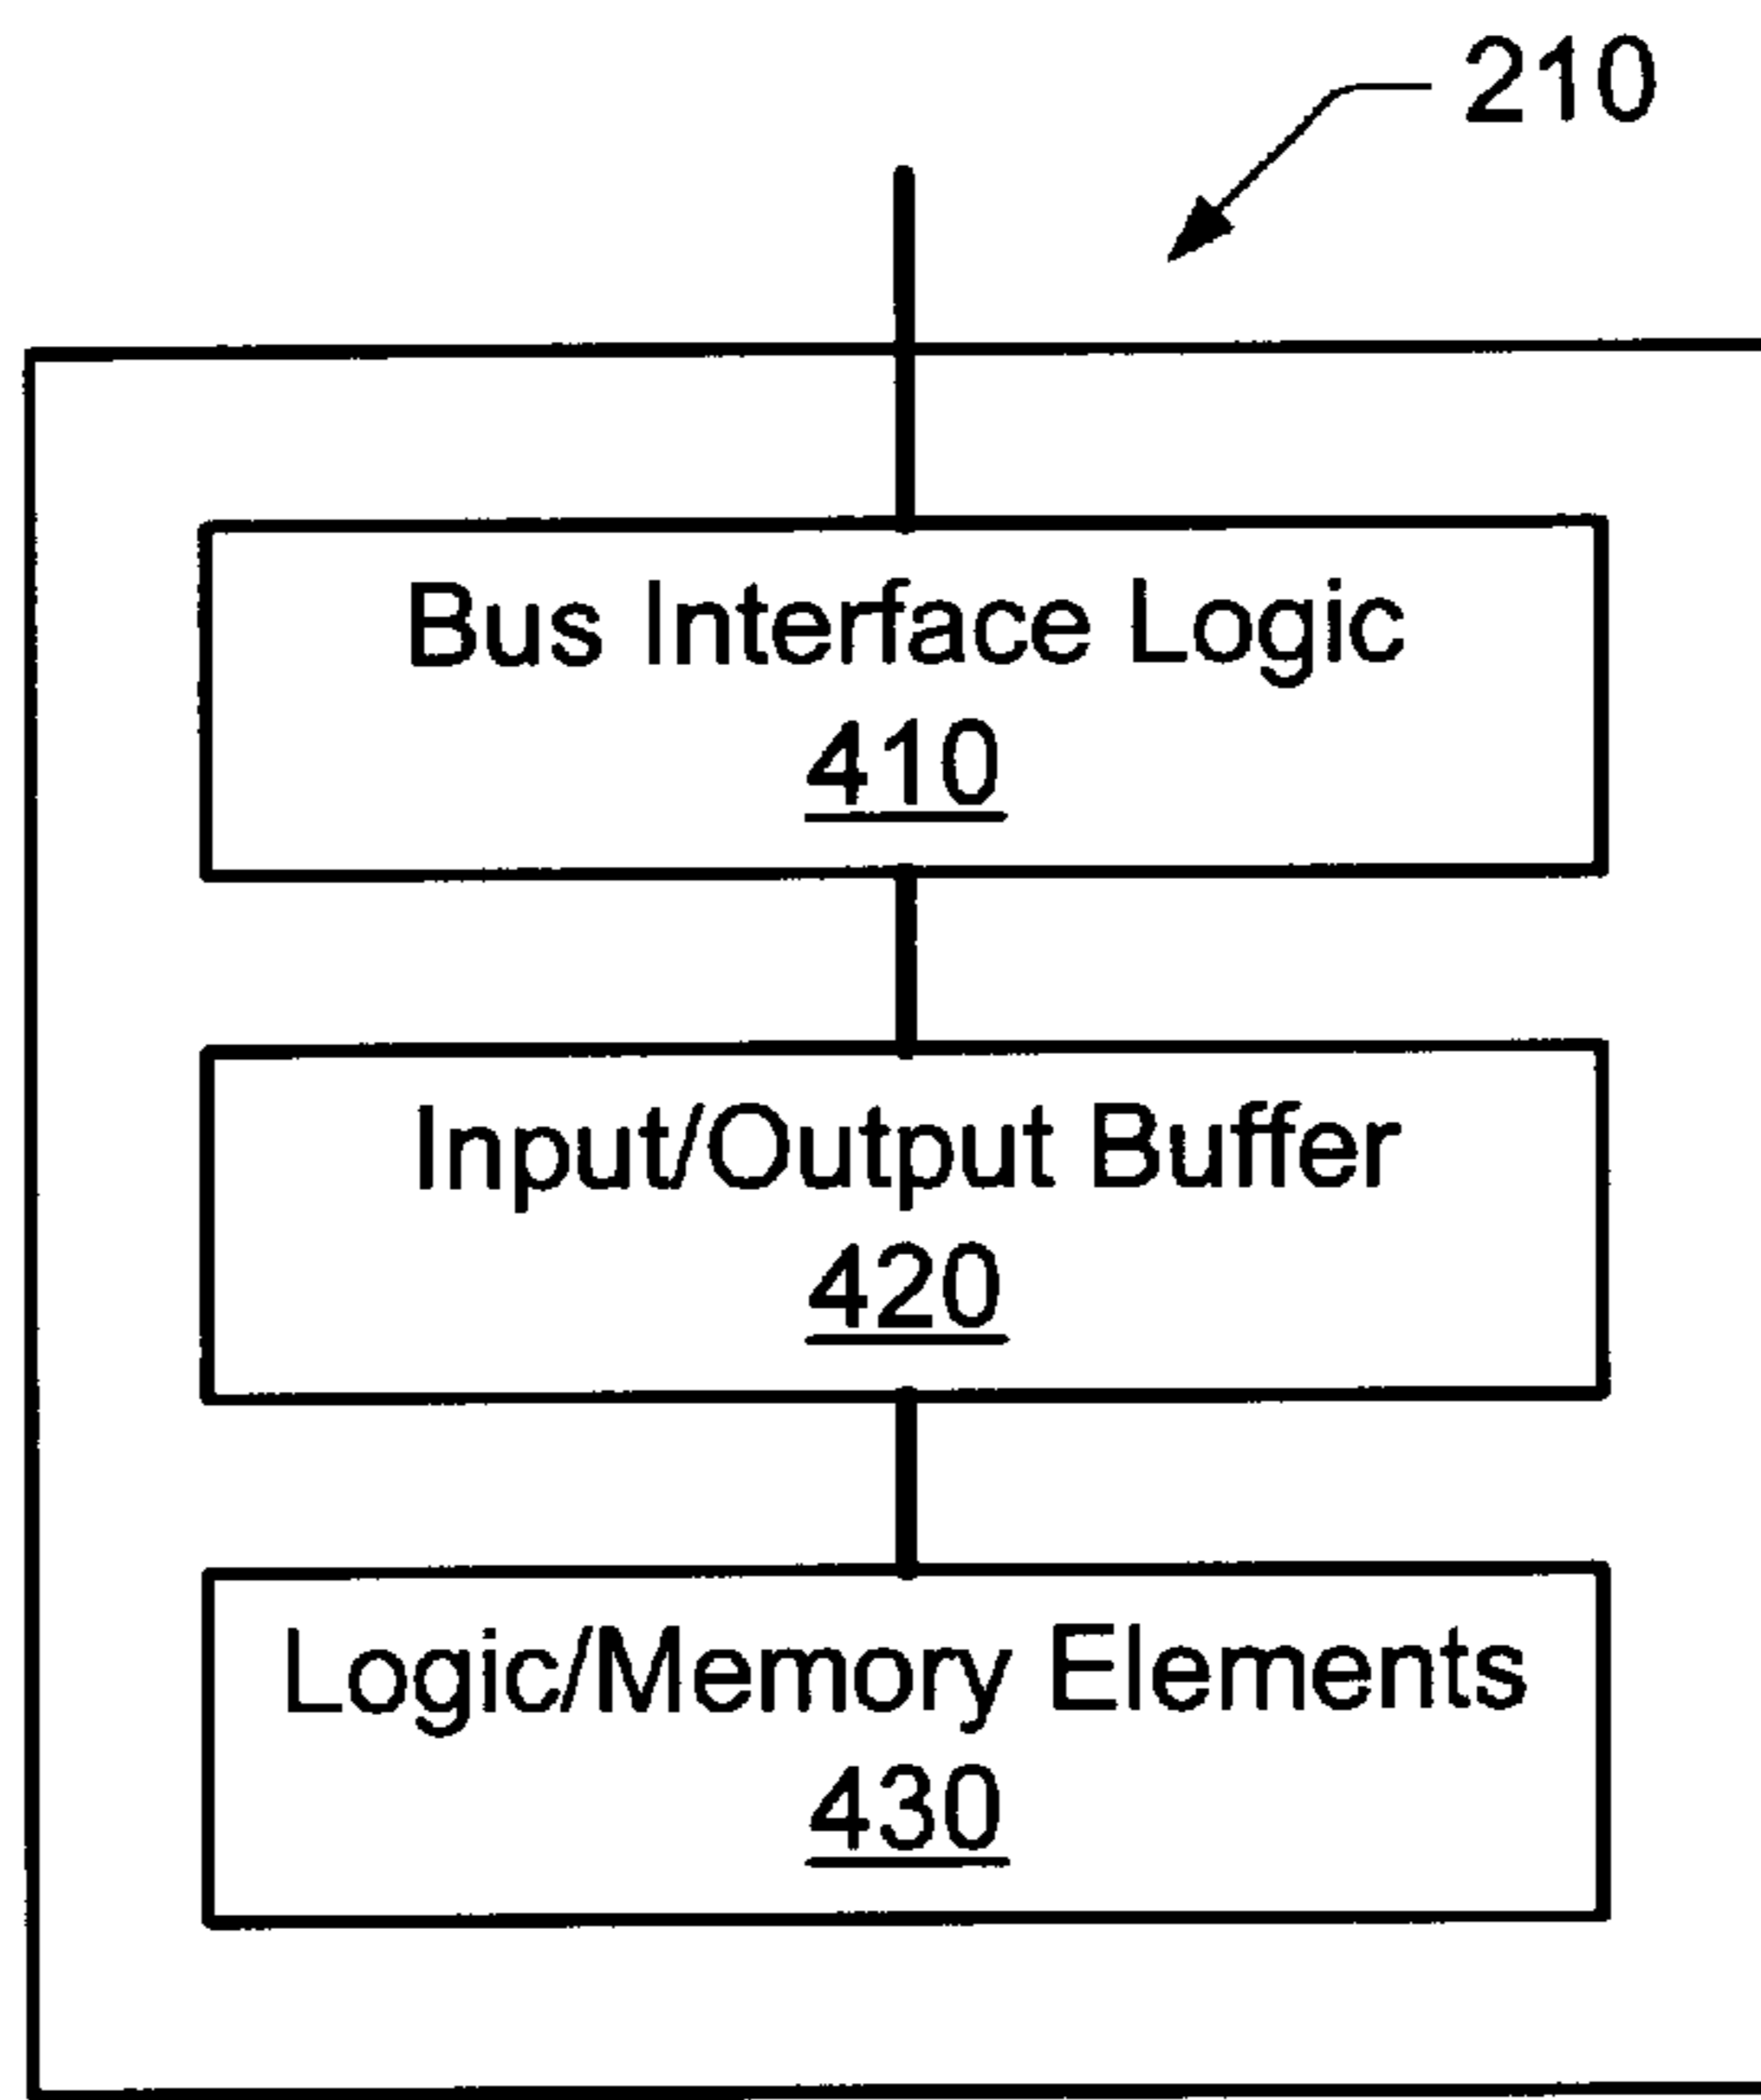 210
Bus Interface Logic
410
Input/Output Buffer
420
Logic/Memory Elements
430